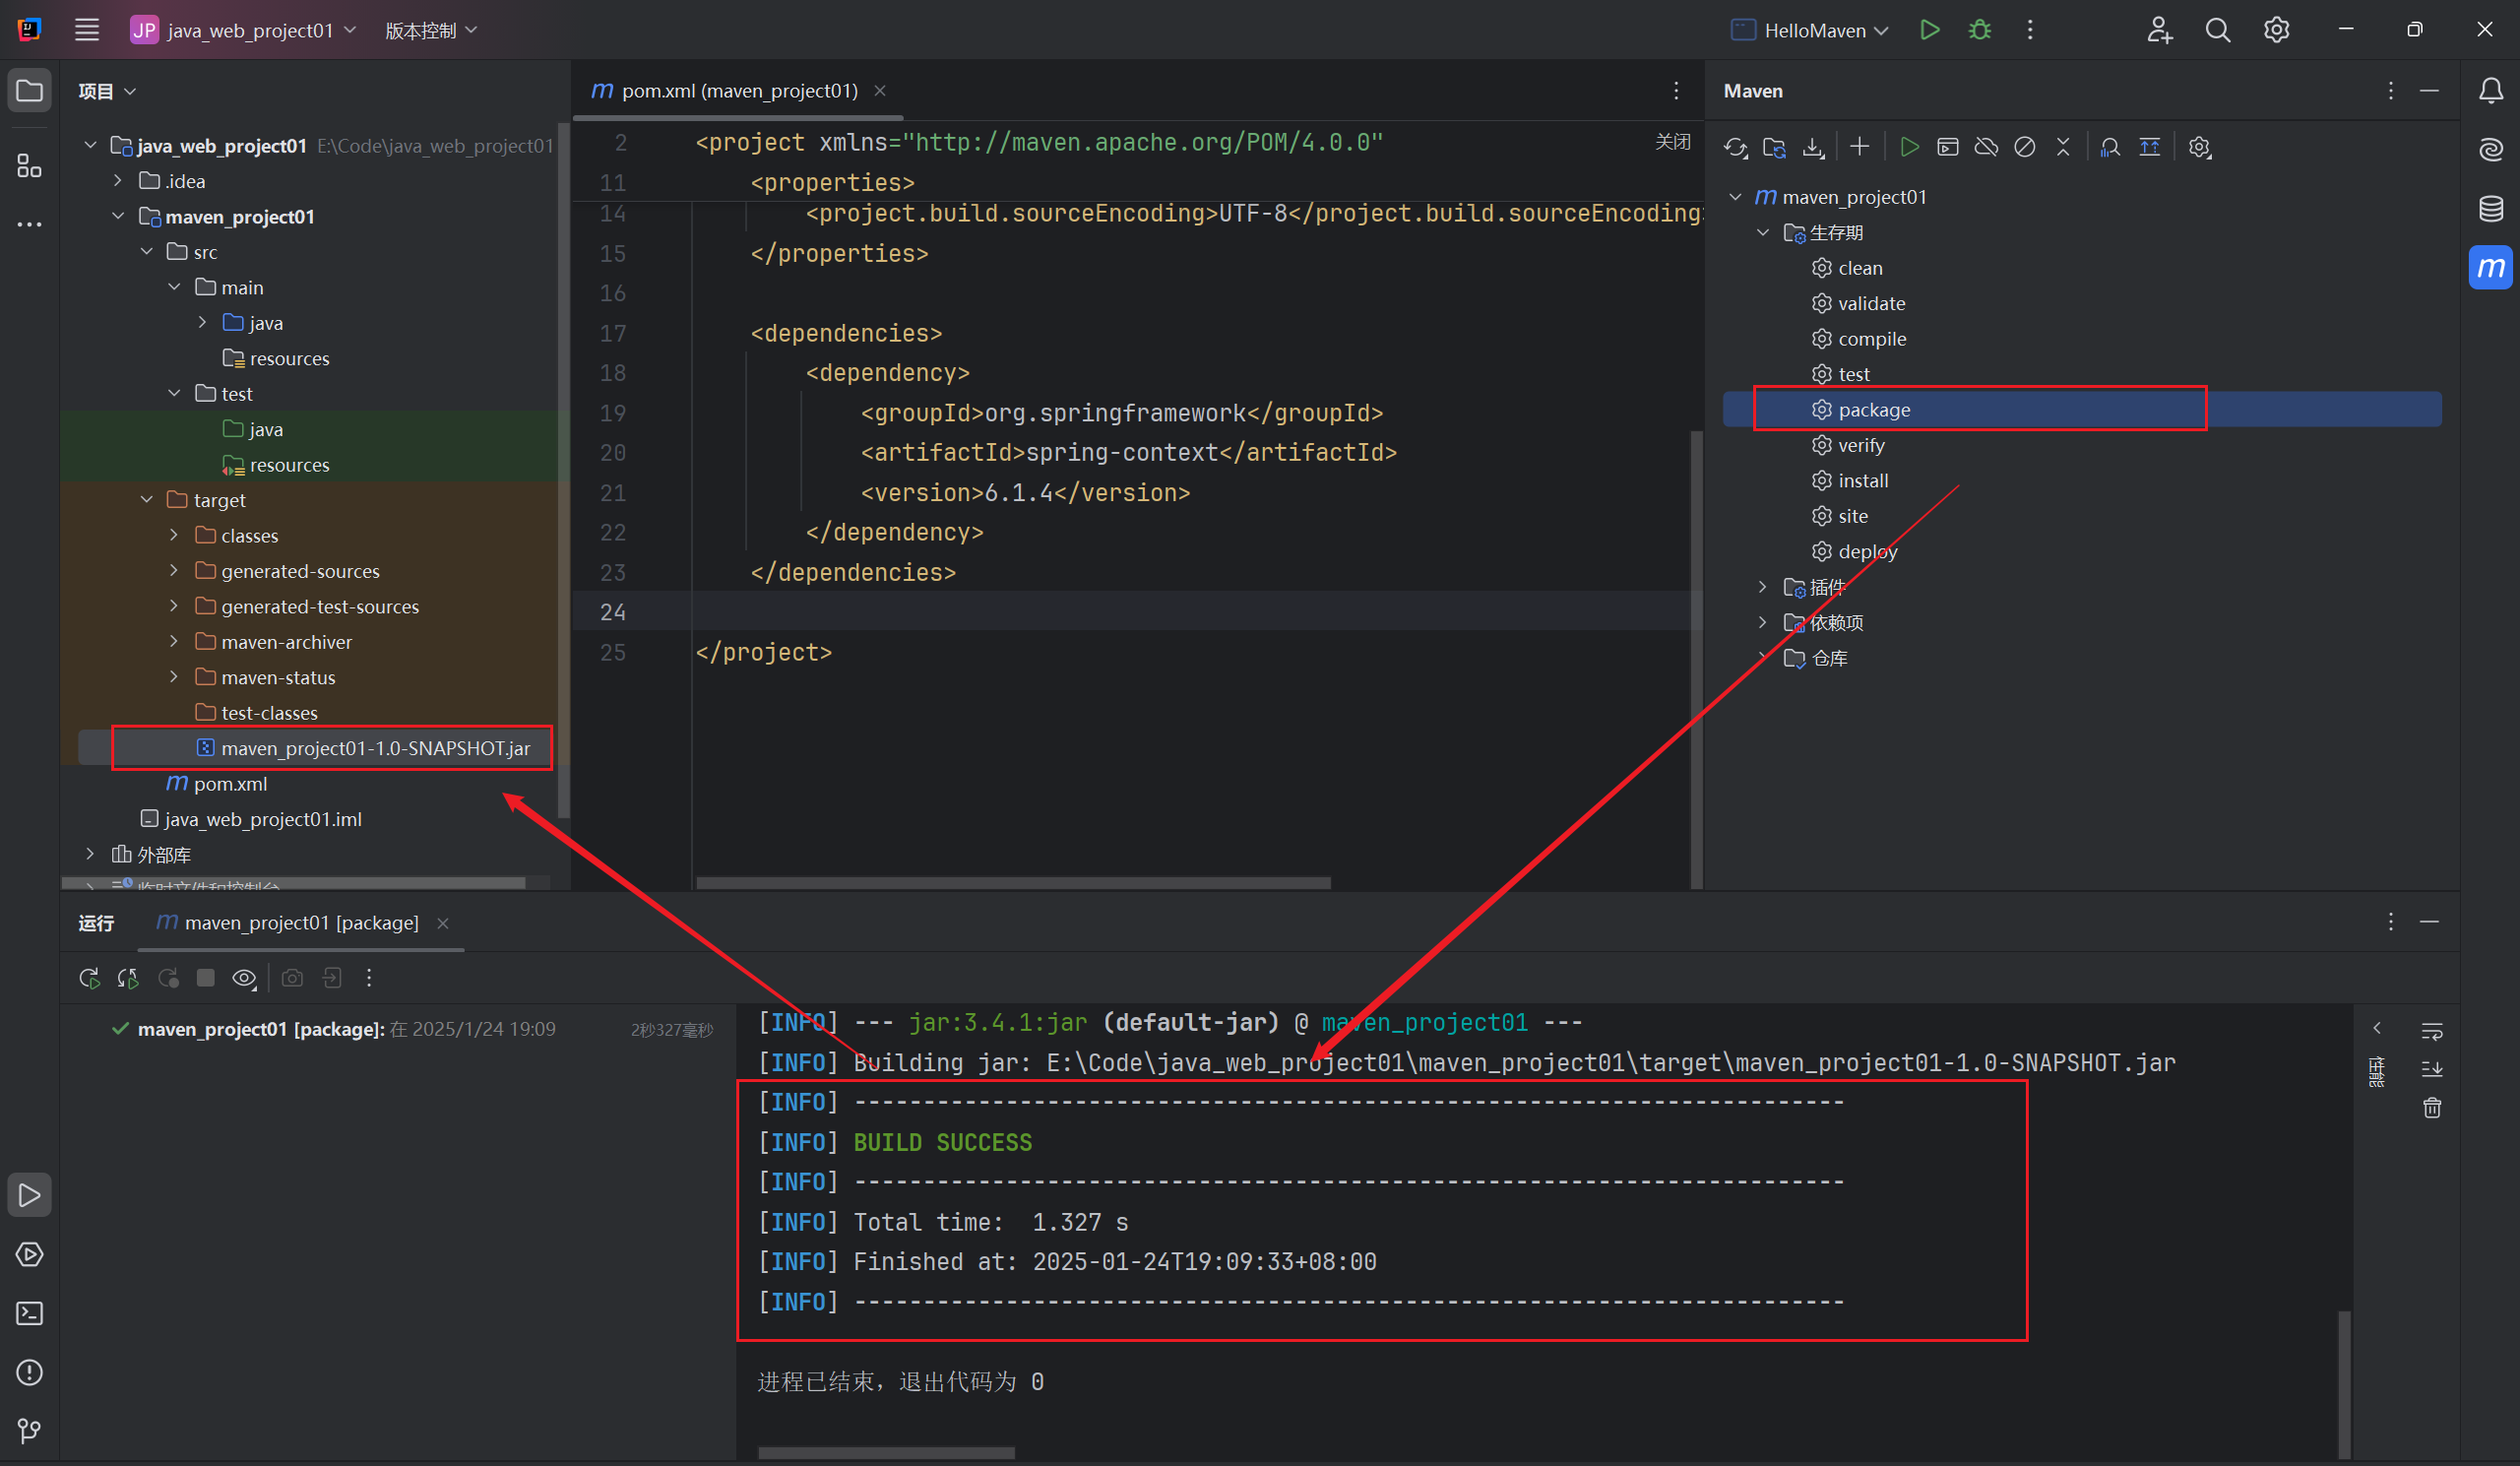 JP java_web_project01 版本控制 HelloMaven
项目
java_web_project01 E:\Code\java_web_project01
.idea
maven_project01
src
main
java
resources
test
java
resources
target
classes
generated-sources
generated-test-sources
maven-archiver
maven-status
test-classes
maven_project01-1.0-SNAPSHOT.jar
m pom.xml
java_web_project01.iml
外部库
临时文件和控制台
m pom.xml (maven_project01)
关闭
2 <project xmlns="http://maven.apache.org/POM/4.0.0"
11 <properties>
14 <project.build.sourceEncoding>UTF-8</project.build.sourceEncoding>
15 </properties>
16
17 <dependencies>
18 <dependency>
19 <groupId>org.springframework</groupId>
20 <artifactId>spring-context</artifactId>
21 <version>6.1.4</version>
22 </dependency>
23 </dependencies>
24
25 </project>
Maven
m maven_project01
生存期
clean
validate
compile
test
package
verify
install
site
deploy
插件
依赖项
仓库
m
运行 m maven_project01 [package]
maven_project01 [package]: 在 2025/1/24 19:09 2秒327毫秒
[INFO] --- jar:3.4.1:jar (default-jar) @ maven_project01 ---
[INFO] Building jar: E:\Code\java_web_project01\maven_project01\target\maven_project01-1.0-SNAPSHOT.jar
[INFO] ------------------------------------------------------------------------
[INFO] BUILD SUCCESS
[INFO] ------------------------------------------------------------------------
[INFO] Total time:  1.327 s
[INFO] Finished at: 2025-01-24T19:09:33+08:00
[INFO] ------------------------------------------------------------------------
进程已结束，退出代码为 0
性能